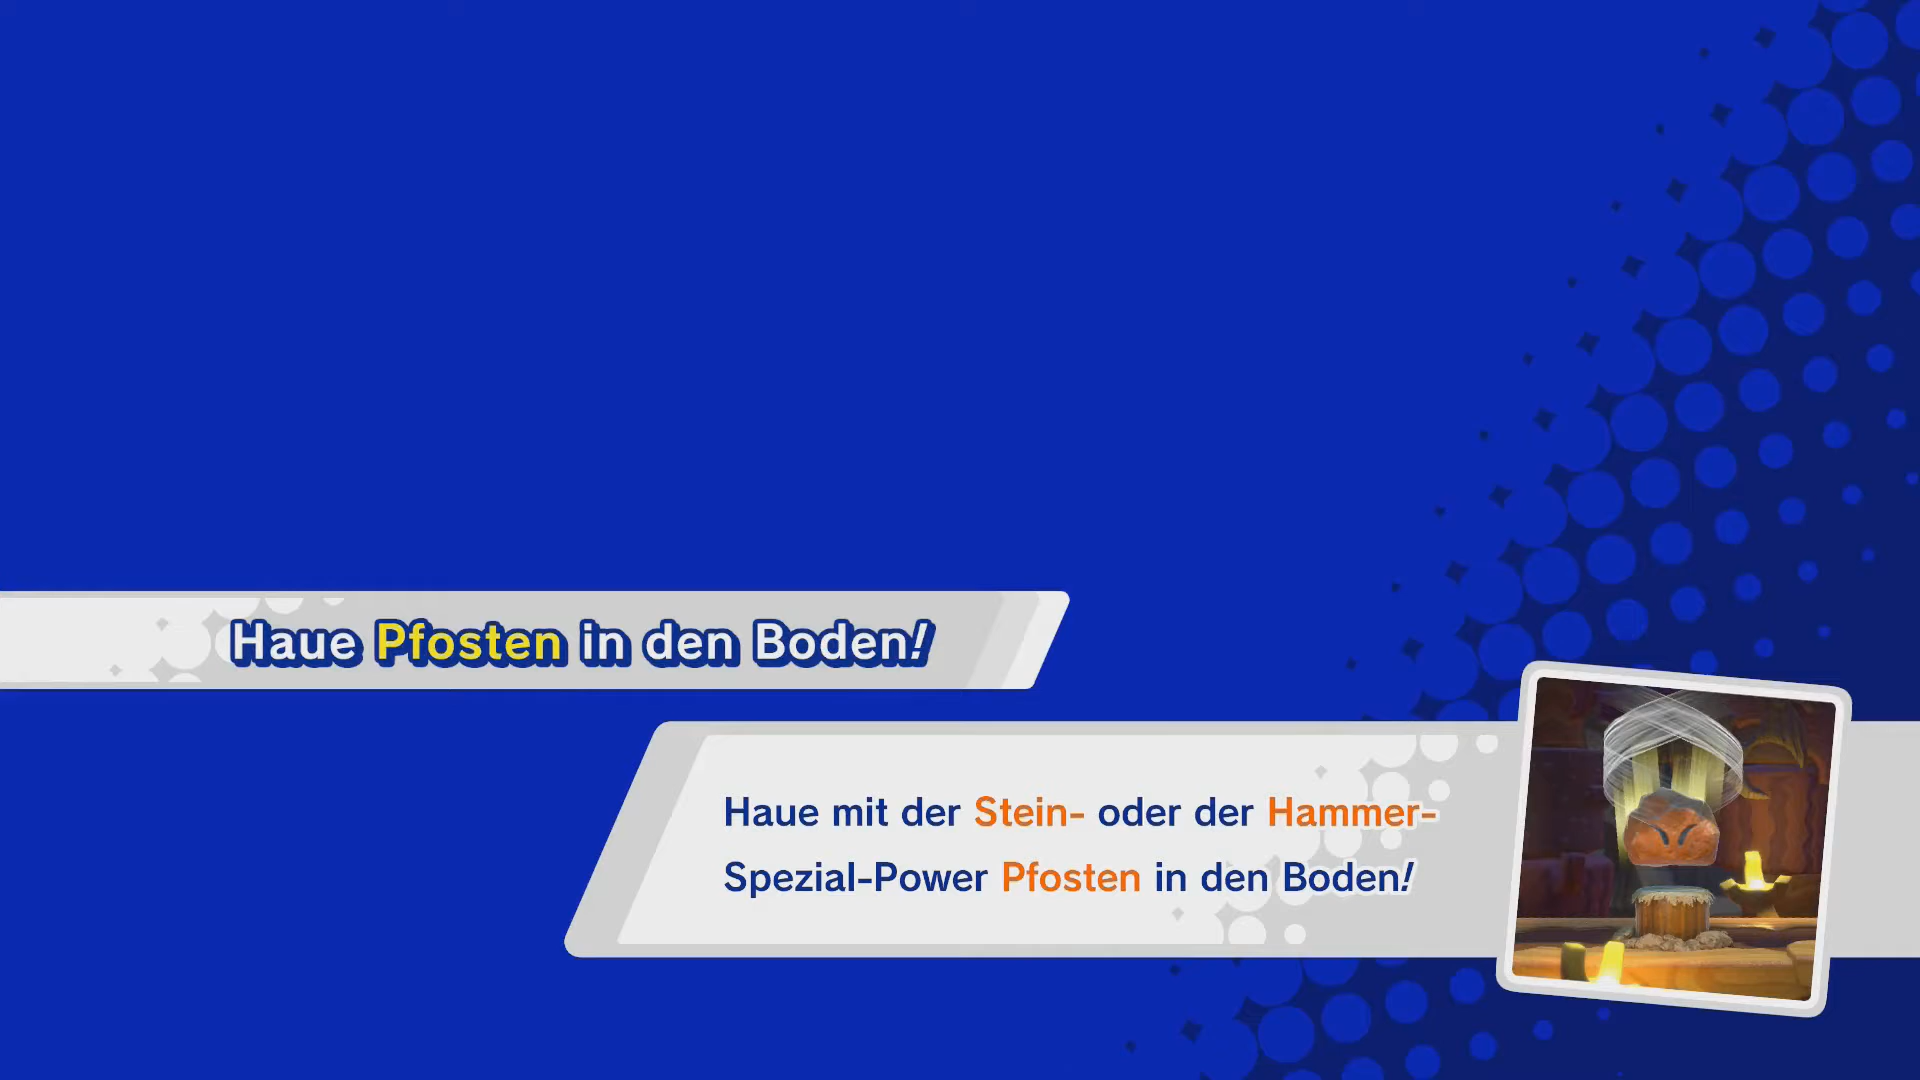 Haue Pfosten in den Boden!
Haue mit der Stein- oder der Hammer-
Spezial-Power Pfosten in den Boden!